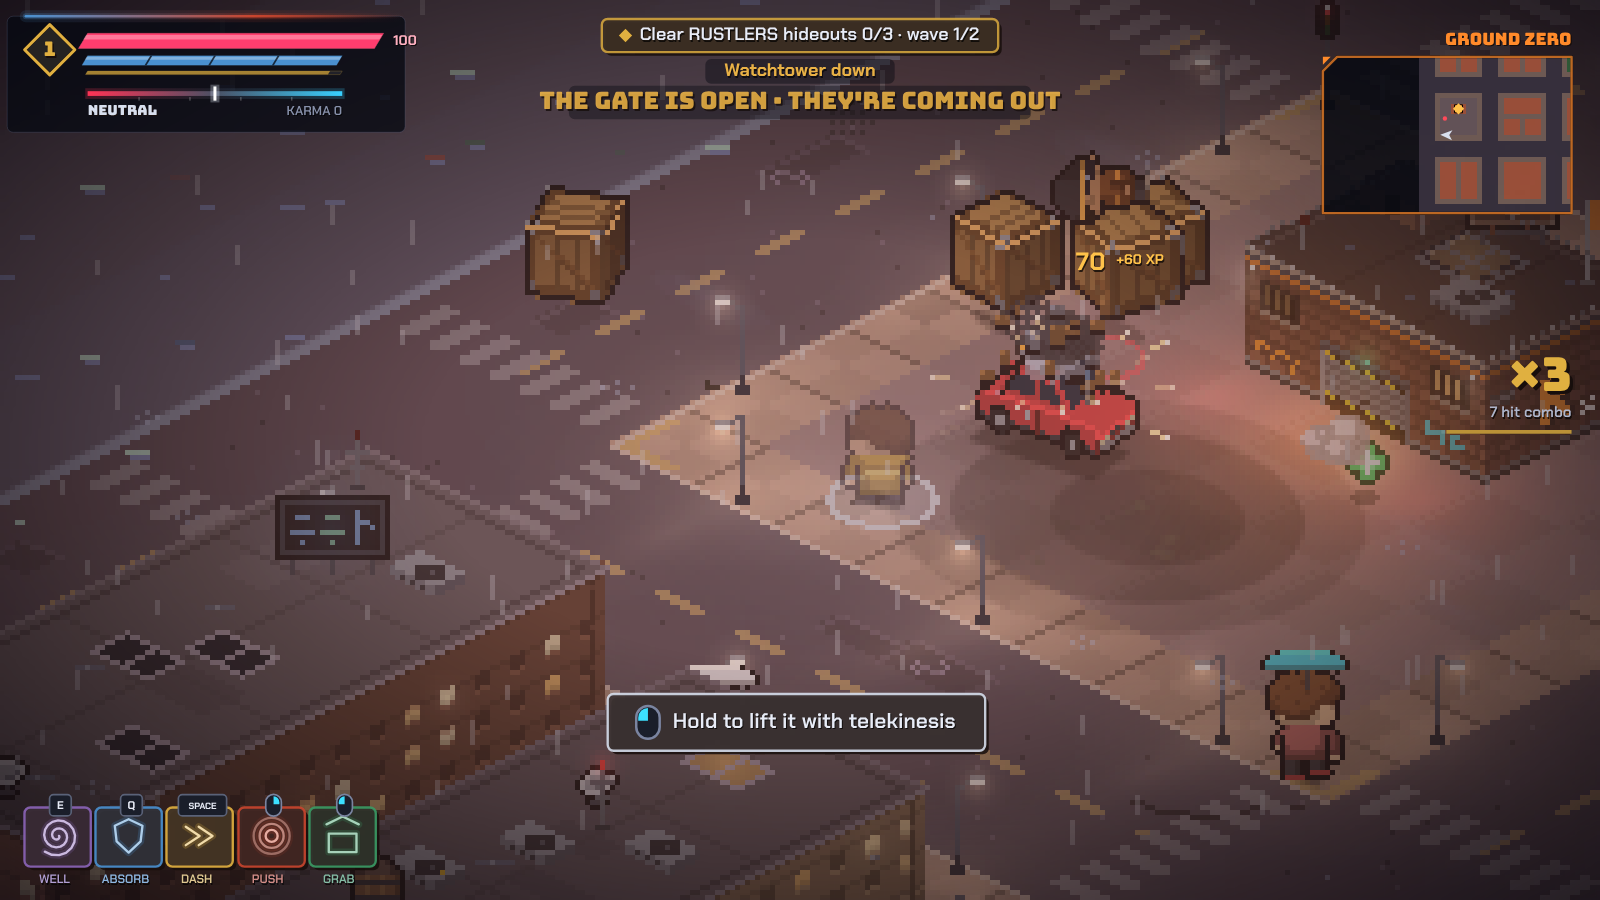 1
100
NEUTRAL
KARMA 0
Clear RUSTLERS hideouts 0/3 · wave 1/2
Watchtower down
THE GATE IS OPEN • THEY'RE COMING OUT
GROUND ZERO
70 +60 XP
×3
7 hit combo
Hold to lift it with telekinesis
E
Q
SPACE
WELL
ABSORB
DASH
PUSH
GRAB